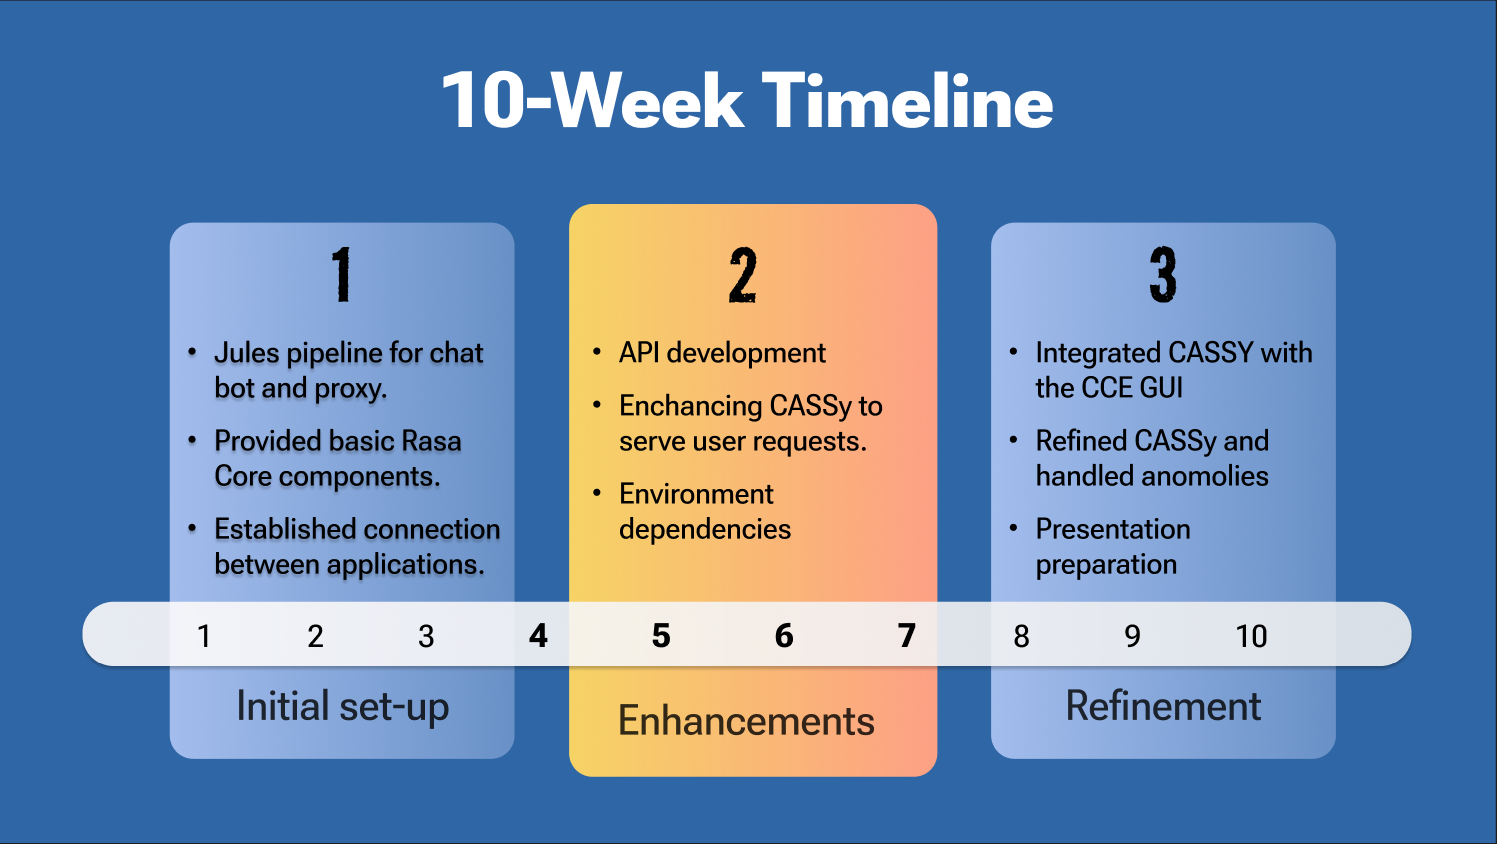 10-Week Timeline
1
• Jules pipeline for chat
bot and proxy.
• Provided basic Rasa
Core components.
• Established connection
between applications.
2
• API development
• Enchancing CASSy to
serve user requests.
• Environment
dependencies
3
• Integrated CASSY with
the CCE GUI
• Refined CASSy and
handled anomolies
• Presentation
preparation
1 2 3 4 5 6 7 8 9 10
Initial set-up
Enhancements
Refinement